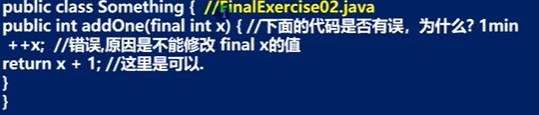 public class Something {  //FinalExercise02.java
public int addOne(final int x) { //下面的代码是否有误，为什么? 1min
++x;  //错误,原因是不能修改 final x的值
return x + 1; //这里是可以.
}
}